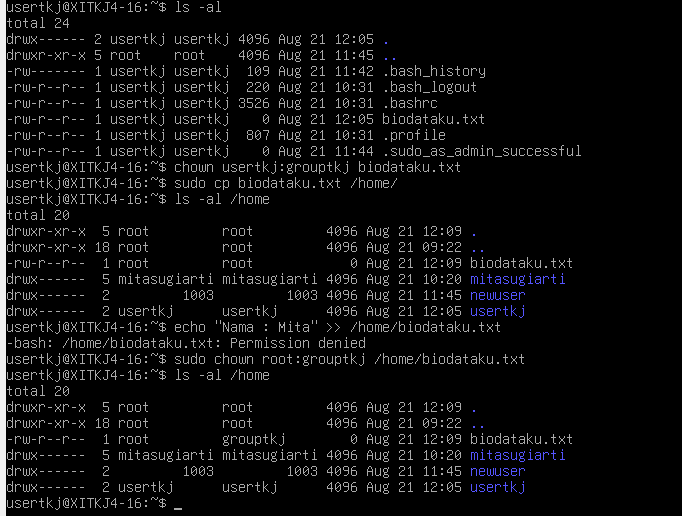 usertkj@XITKJ4-16:~$ ls -al
total 24
drwx------ 2 usertkj usertkj 4096 Aug 21 12:05 .
drwxr-xr-x 5 root    root    4096 Aug 21 11:45 ..
-rw------- 1 usertkj usertkj  109 Aug 21 11:42 .bash_history
-rw-r--r-- 1 usertkj usertkj  220 Aug 21 10:31 .bash_logout
-rw-r--r-- 1 usertkj usertkj 3526 Aug 21 10:31 .bashrc
-rw-r--r-- 1 usertkj usertkj    0 Aug 21 12:05 biodataku.txt
-rw-r--r-- 1 usertkj usertkj  807 Aug 21 10:31 .profile
-rw-r--r-- 1 usertkj usertkj    0 Aug 21 11:44 .sudo_as_admin_successful
usertkj@XITKJ4-16:~$ chown usertkj:grouptkj biodataku.txt
usertkj@XITKJ4-16:~$ sudo cp biodataku.txt /home/
usertkj@XITKJ4-16:~$ ls -al /home
total 20
drwxr-xr-x  5 root        root        4096 Aug 21 12:09 .
drwxr-xr-x 18 root        root        4096 Aug 21 09:22 ..
-rw-r--r--  1 root        root           0 Aug 21 12:09 biodataku.txt
drwx------  5 mitasugiarti mitasugiarti 4096 Aug 21 10:20 mitasugiarti
drwx------  2        1003        1003 4096 Aug 21 11:45 newuser
drwx------  2 usertkj     usertkj     4096 Aug 21 12:05 usertkj
usertkj@XITKJ4-16:~$ echo "Nama : Mita" >> /home/biodataku.txt
-bash: /home/biodataku.txt: Permission denied
usertkj@XITKJ4-16:~$ sudo chown root:grouptkj /home/biodataku.txt
usertkj@XITKJ4-16:~$ ls -al /home
total 20
drwxr-xr-x  5 root        root        4096 Aug 21 12:09 .
drwxr-xr-x 18 root        root        4096 Aug 21 09:22 ..
-rw-r--r--  1 root        grouptkj       0 Aug 21 12:09 biodataku.txt
drwx------  5 mitasugiarti mitasugiarti 4096 Aug 21 10:20 mitasugiarti
drwx------  2        1003        1003 4096 Aug 21 11:45 newuser
drwx------  2 usertkj     usertkj     4096 Aug 21 12:05 usertkj
usertkj@XITKJ4-16:~$ _